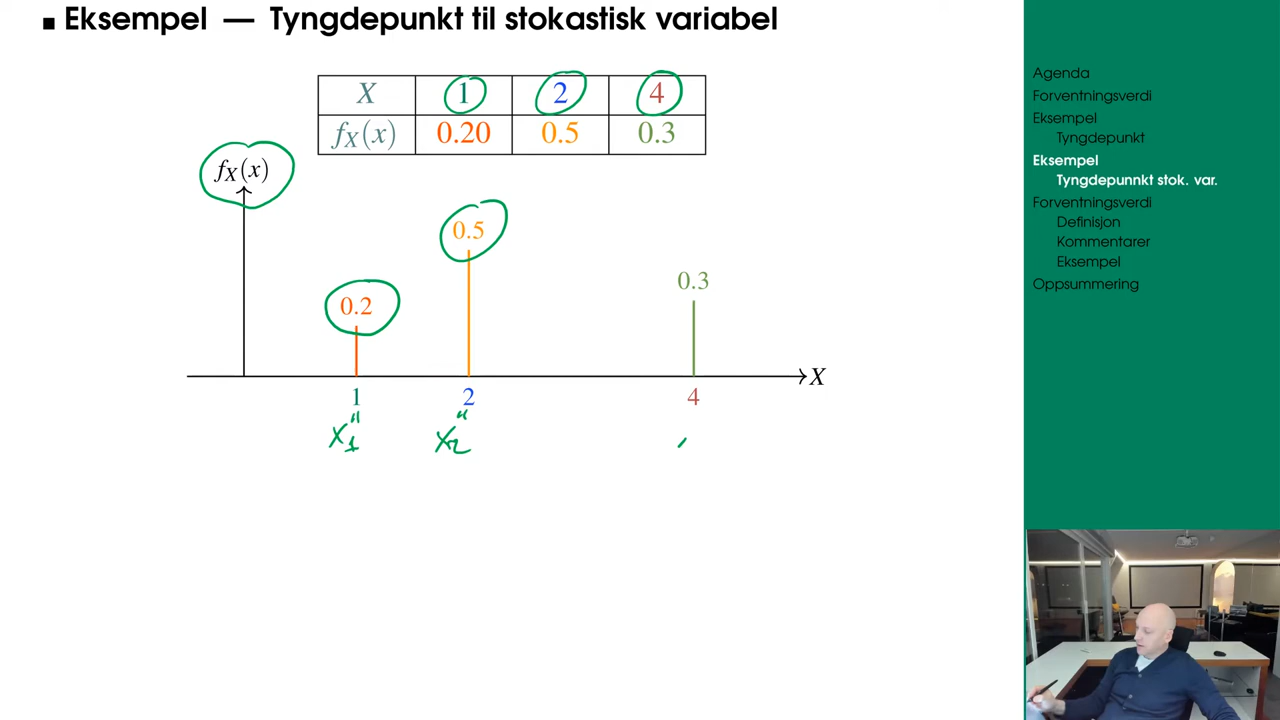 Eksempel — Tyngdepunkt til stokastisk variabel
X 1 2 4
fX(x) 0.20 0.5 0.3
fX(x)
0.5
0.3
0.2
X
1 2 4
x1 x2
Agenda
Forventningsverdi
Eksempel
Tyngdepunkt
Eksempel
Tyngdepunnkt stok. var.
Forventningsverdi
Definisjon
Kommentarer
Eksempel
Oppsummering